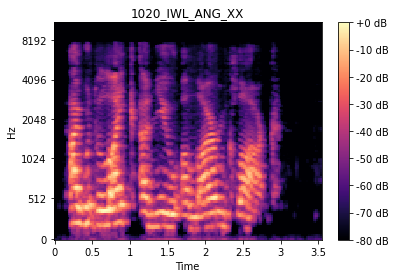 1020_IWL_ANG_XX
8192
4096
2048
1024
512
0
Hz
0 0.5 1 1.5 2 2.5 3 3.5
Time
+0 dB
-10 dB
-20 dB
-30 dB
-40 dB
-50 dB
-60 dB
-70 dB
-80 dB